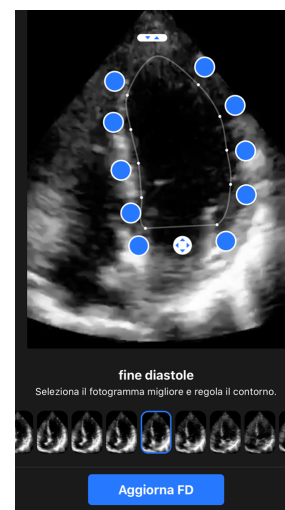 fine diastole
Seleziona il fotogramma migliore e regola il contorno.
Aggiorna FD